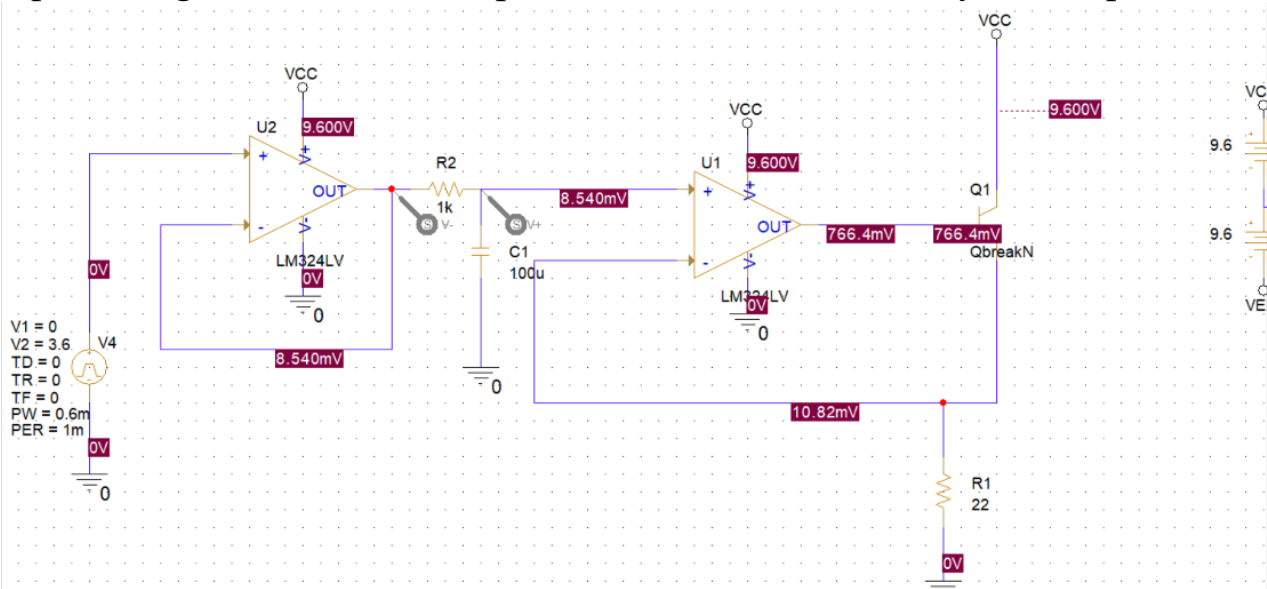 VCC
9.600V
VCC
U2
9.600V
+
V+
OUT
-
V-
LM324LV
0V
0
R2
1k
8.540mV
C1
100u
0
VCC
9.600V
U1
+
V+
OUT
-
V-
LM324LV
0V
0
766.4mV
766.4mV
Q1
QbreakN
VC
9.6
9.6
VE
0V
V1 = 0
V2 = 3.6
TD = 0
TR = 0
TF = 0
PW = 0.6m
PER = 1m
V4
0V
0
8.540mV
10.82mV
R1
22
0V